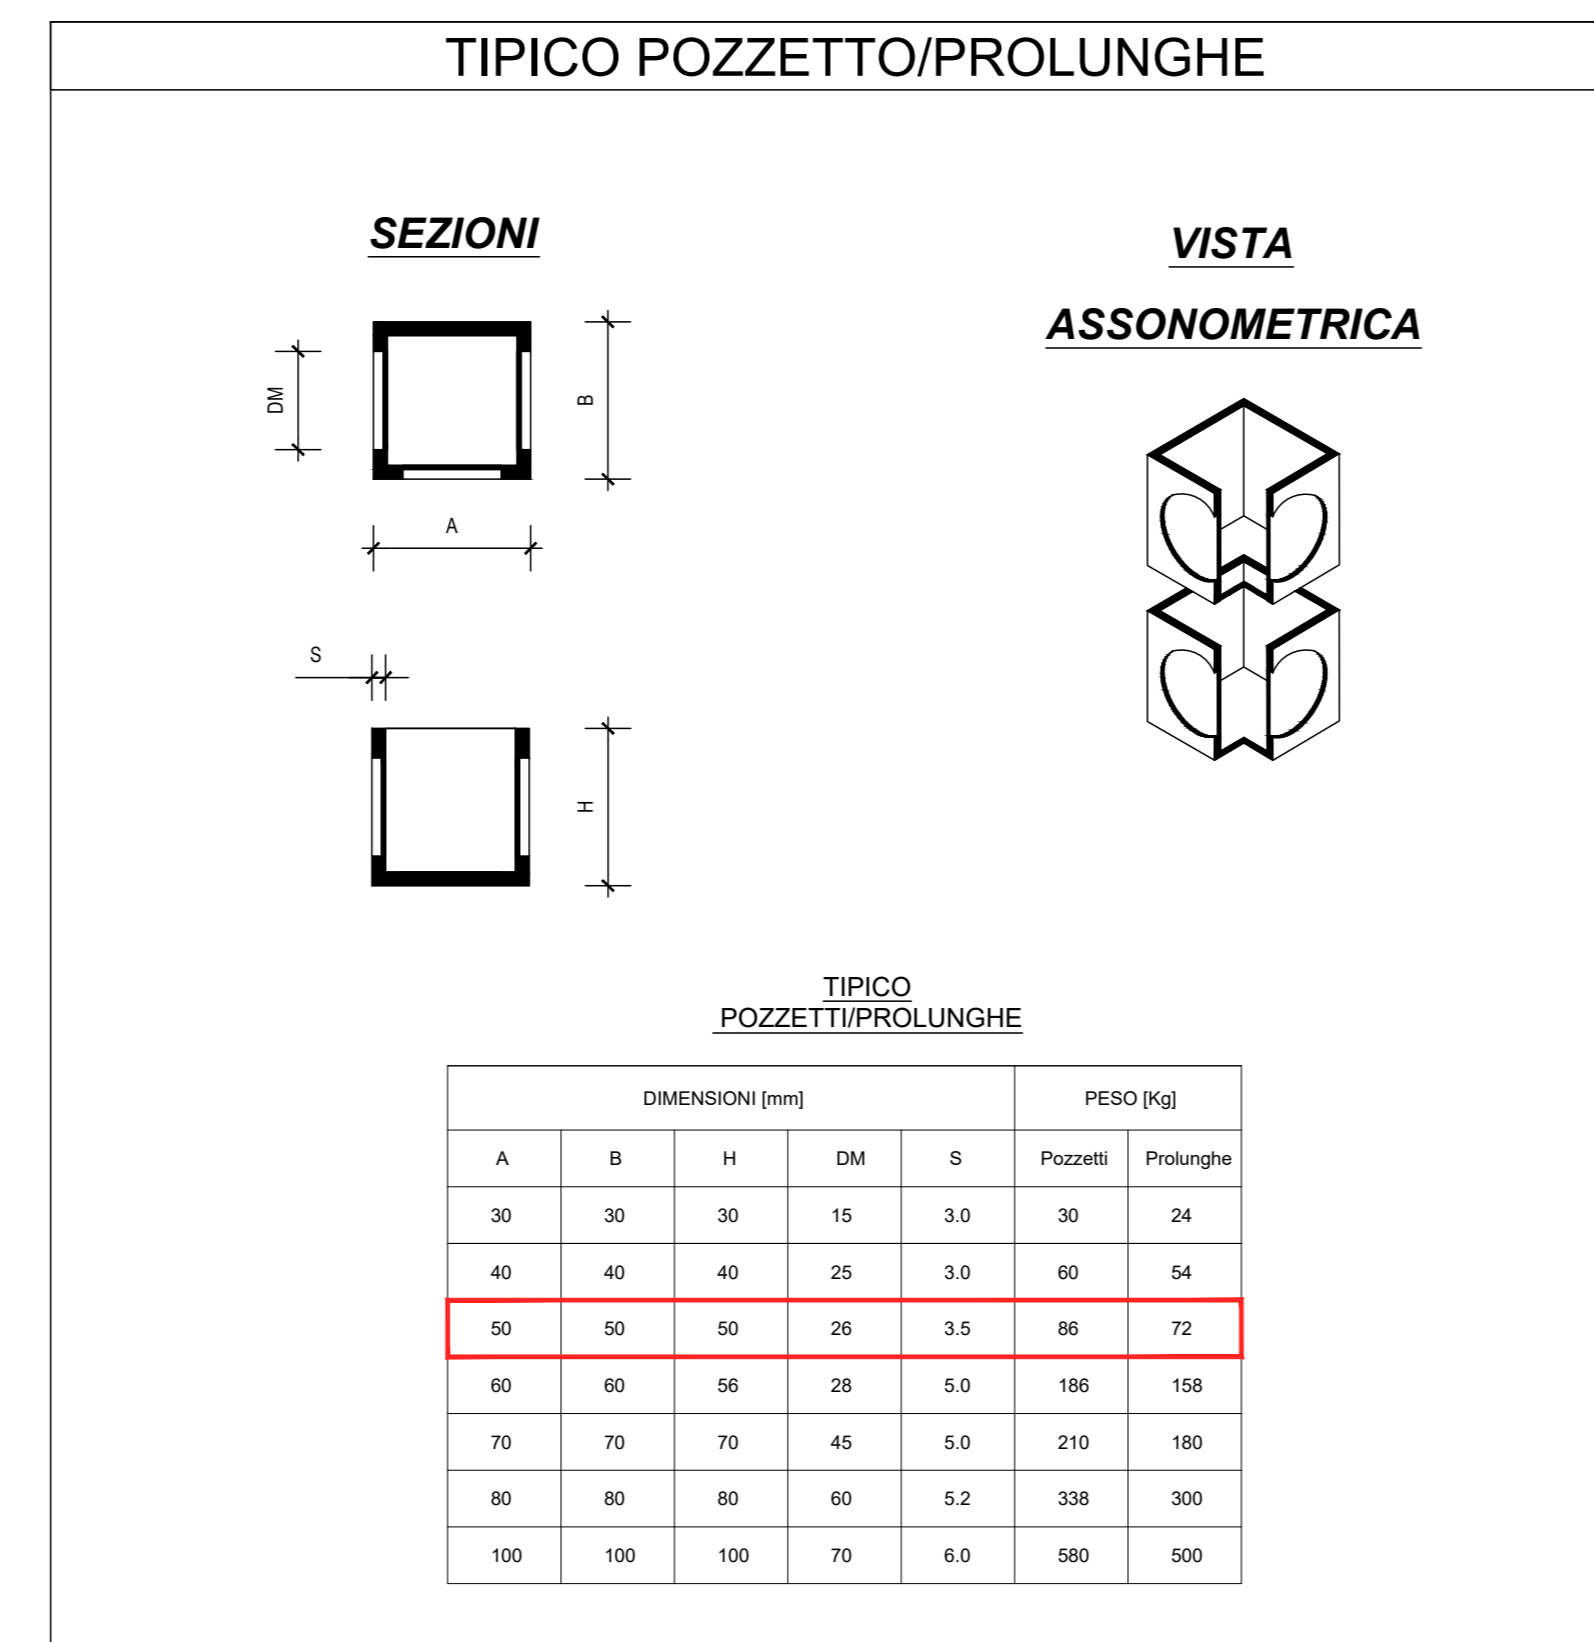 TIPICO POZZETTO/PROLUNGHE
SEZIONI
VISTA
ASSONOMETRICA
DM
B
A
S
H
TIPICO
POZZETTI/PROLUNGHE
DIMENSIONI [mm] PESO [Kg]
A B H DM S Pozzetti Prolunghe
30 30 30 15 3.0 30 24
40 40 40 25 3.0 60 54
50 50 50 26 3.5 86 72
60 60 56 28 5.0 186 158
70 70 70 45 5.0 210 180
80 80 80 60 5.2 338 300
100 100 100 70 6.0 580 500